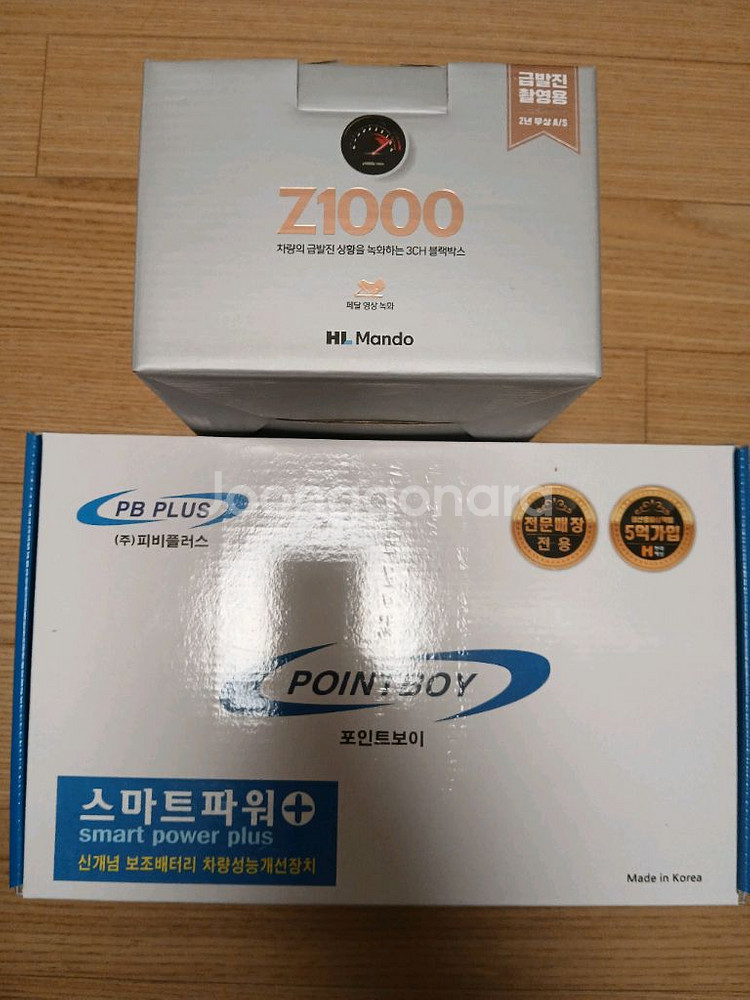 급발진
촬영용
2년 무상 A/S
Z1000
차량의 급발진 상황을 녹화하는 3CH 블랙박스
페달 영상 녹화
HL Mando
Joonggonara
PB PLUS
(주)피비플러스
전문매장
전용
5억가입
POINTBOY
포인트보이
스마트파워
smart power plus
신개념 보조배터리 차량성능개선장치
Made in Korea